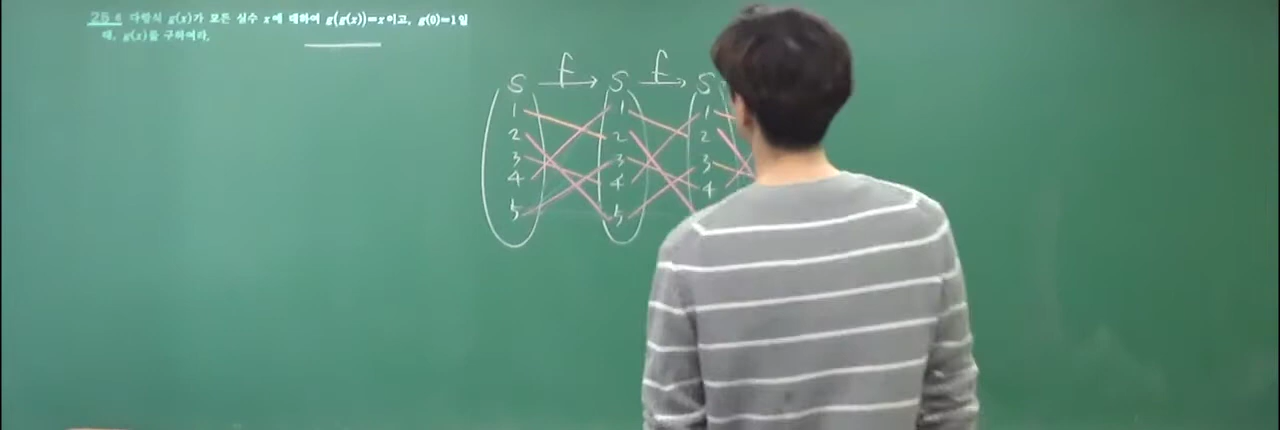 25.6 다항식 g(x)가 모든 실수 x에 대하여 g(g(x))=x이고, g(0)=1일
때, g(x)를 구하여라.
f f
S S S
1 1 1
2 2 2
3 3 3
4 4 4
5 5